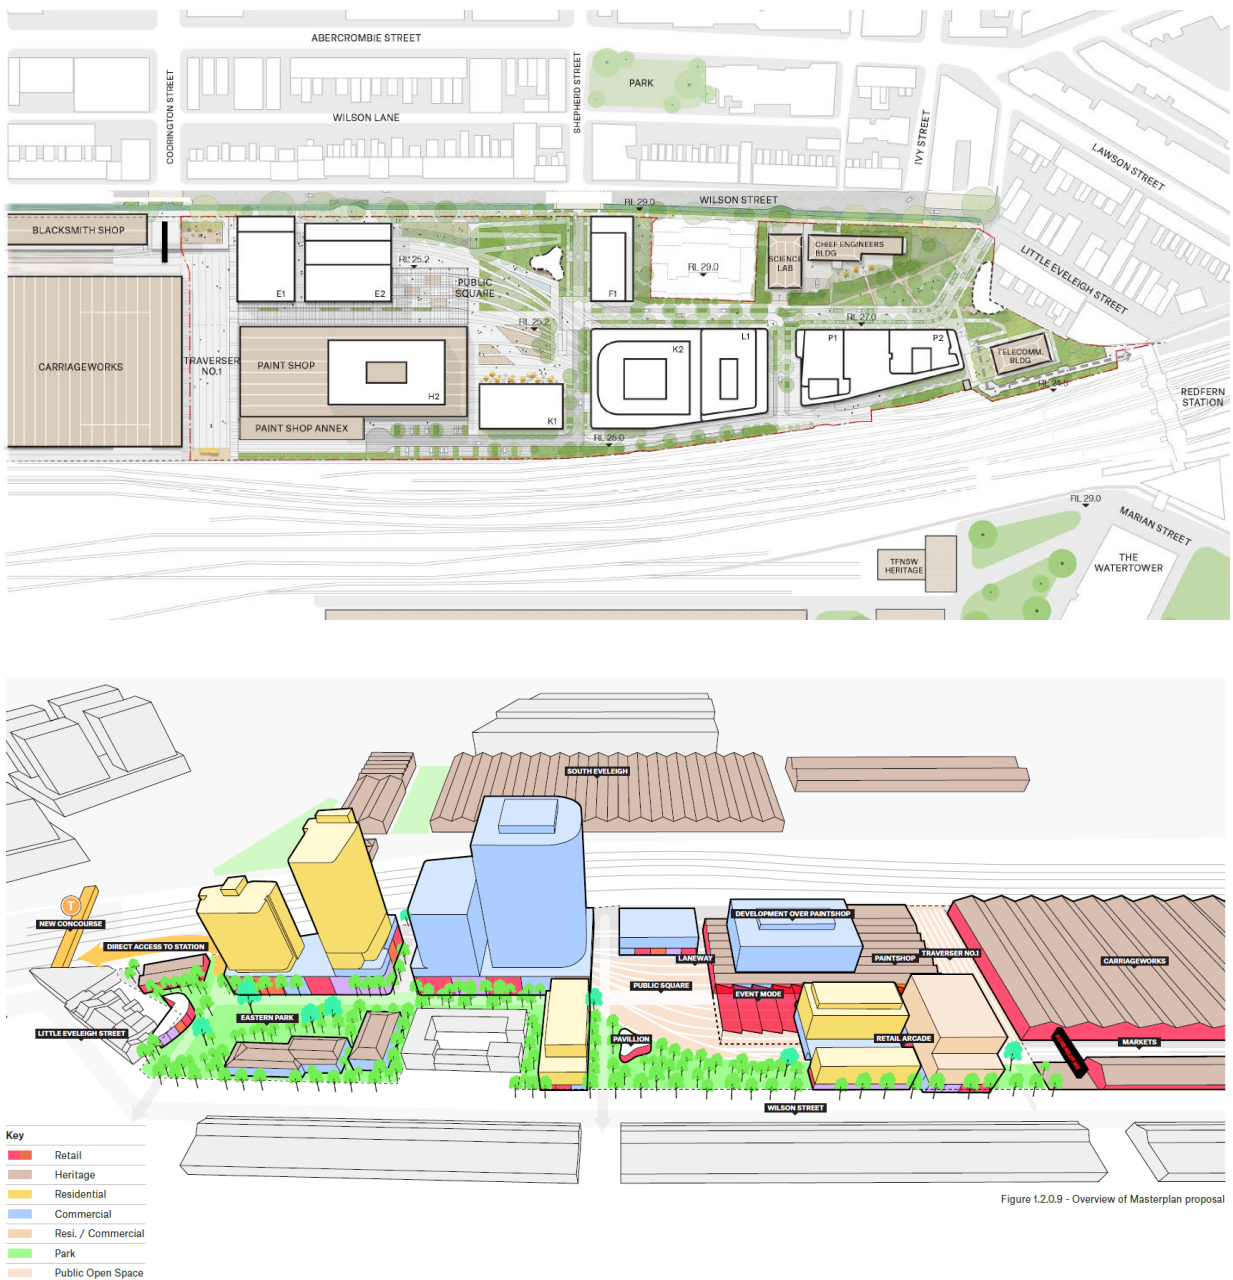 ABERCROMBIE STREET
CODRINGTON STREET
SHEPHERD STREET
PARK
WILSON LANE
IVY STREET
LAWSON STREET
RL 29.0
WILSON STREET
BLACKSMITH SHOP
CHIEF ENGINEERS
BLDG
SCIENCE
LAB
RL 25.2
RL 29.0
LITTLE EVELEIGH STREET
PUBLIC
SQUARE
E1
E2
F1
RL 25.2
RL 27.0
CARRIAGEWORKS
TRAVERSER
NO.1
PAINT SHOP
K2
L1
P1
P2
TELECOMM.
BLDG
RL 24.5
REDFERN
STATION
H2
K1
PAINT SHOP ANNEX
RL 25.0
RL 29.0
MARIAN STREET
TFNSW
HERITAGE
THE
WATERTOWER
SOUTH EVELEIGH
T
NEW CONCOURSE
DIRECT ACCESS TO STATION
DEVELOPMENT OVER PAINTSHOP
LANEWAY
PAINTSHOP
TRAVERSER NO.1
CARRIAGEWORKS
PUBLIC SQUARE
EVENT MODE
EASTERN PARK
LITTLE EVELEIGH STREET
PAVILLION
RETAIL ARCADE
MARKETS
WILSON STREET
Key
Retail
Heritage
Residential
Commercial
Resi. / Commercial
Park
Public Open Space
Figure 1.2.0.9 - Overview of Masterplan proposal